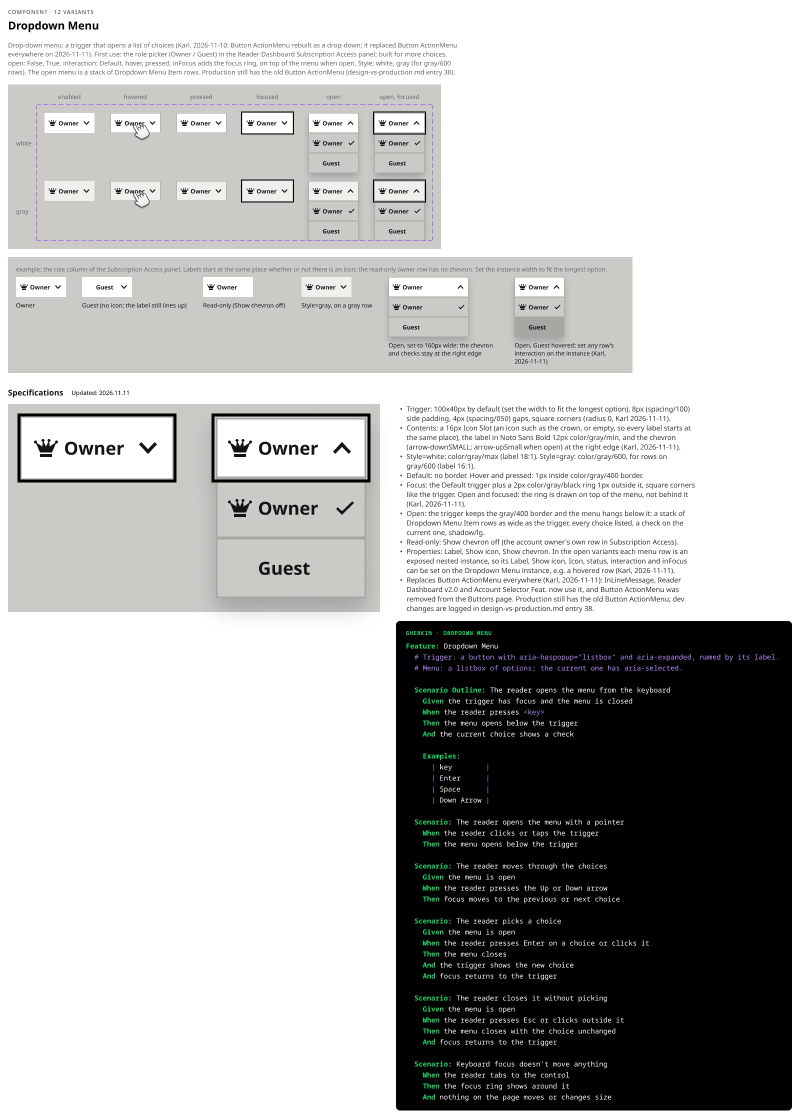 COMPONENT · 12 VARIANTS
Dropdown Menu
Drop-down menu: a trigger that opens a list of choices (Karl, 2026-11-10: Button ActionMenu rebuilt as a drop-down; it replaced Button ActionMenu
everywhere on 2026-11-11). First use: the role picker (Owner / Guest) in the Reader Dashboard Subscription Access panel; built for more choices.
open: False, True. interaction: Default, hover, pressed; inFocus adds the focus ring, on top of the menu when open. Style: white, gray (for gray/600
rows). The open menu is a stack of Dropdown Menu Item rows. Production still has the old Button ActionMenu (design-vs-production.md entry 38).
enabled hovered pressed focused open open, focused
Owner Owner Owner Owner Owner Owner
white Owner Owner
Guest Guest
Owner Owner Owner Owner Owner Owner
gray Owner Owner
Guest Guest
example: the role column of the Subscription Access panel. Labels start at the same place whether or not there is an icon; the read-only owner row has no chevron. Set the instance width to fit the longest option.
Owner Guest Owner Owner Owner Owner
Owner Guest (no icon; the label still lines up) Read-only (Show chevron off) Style=gray, on a gray row Owner Owner
Guest Guest
Open, set to 160px wide: the chevron
and checks stay at the right edge
Open, Guest hovered: set any row's
interaction on the instance (Karl,
2026-11-11)
Specifications Updated: 2026.11.11
Owner Owner
Owner
Guest
• Trigger: 100x40px by default (set the width to fit the longest option), 8px (spacing/100)
side padding, 4px (spacing/050) gaps, square corners (radius 0, Karl 2026-11-11).
• Contents: a 16px Icon Slot (an icon such as the crown, or empty, so every label starts at
the same place), the label in Noto Sans Bold 12px color/gray/min, and the chevron
(arrow-downSMALL; arrow-upSmall when open) at the right edge (Karl, 2026-11-11).
• Style=white: color/gray/max (label 18:1). Style=gray: color/gray/600, for rows on
gray/600 (label 16:1).
• Default: no border. Hover and pressed: 1px inside color/gray/400 border.
• Focus: the Default trigger plus a 2px color/gray/black ring 1px outside it, square corners
like the trigger. Open and focused: the ring is drawn on top of the menu, not behind it
(Karl, 2026-11-11).
• Open: the trigger keeps the gray/400 border and the menu hangs below it: a stack of
Dropdown Menu Item rows as wide as the trigger, every choice listed, a check on the
current one, shadow/lg.
• Read-only: Show chevron off (the account owner's own row in Subscription Access).
• Properties: Label, Show icon, Show chevron. In the open variants each menu row is an
exposed nested instance, so its Label, Show icon, Icon, status, interaction and inFocus
can be set on the Dropdown Menu instance, e.g. a hovered row (Karl, 2026-11-11).
• Replaces Button ActionMenu everywhere (Karl, 2026-11-11): InLineMessage, Reader
Dashboard v2.0 and Account Selector Feat. now use it, and Button ActionMenu was
removed from the Buttons page. Production still has the old Button ActionMenu; dev
changes are logged in design-vs-production.md entry 38.
GHERKIN · DROPDOWN MENU
Feature: Dropdown Menu
# Trigger: a button with aria-haspopup="listbox" and aria-expanded, named by its label.
# Menu: a listbox of options; the current one has aria-selected.
Scenario Outline: The reader opens the menu from the keyboard
Given the trigger has focus and the menu is closed
When the reader presses <key>
Then the menu opens below the trigger
And the current choice shows a check
Examples:
| key |
| Enter |
| Space |
| Down Arrow |
Scenario: The reader opens the menu with a pointer
When the reader clicks or taps the trigger
Then the menu opens below the trigger
Scenario: The reader moves through the choices
Given the menu is open
When the reader presses the Up or Down arrow
Then focus moves to the previous or next choice
Scenario: The reader picks a choice
Given the menu is open
When the reader presses Enter on a choice or clicks it
Then the menu closes
And the trigger shows the new choice
And focus returns to the trigger
Scenario: The reader closes it without picking
Given the menu is open
When the reader presses Esc or clicks outside it
Then the menu closes with the choice unchanged
And focus returns to the trigger
Scenario: Keyboard focus doesn't move anything
When the reader tabs to the control
Then the focus ring shows around it
And nothing on the page moves or changes size